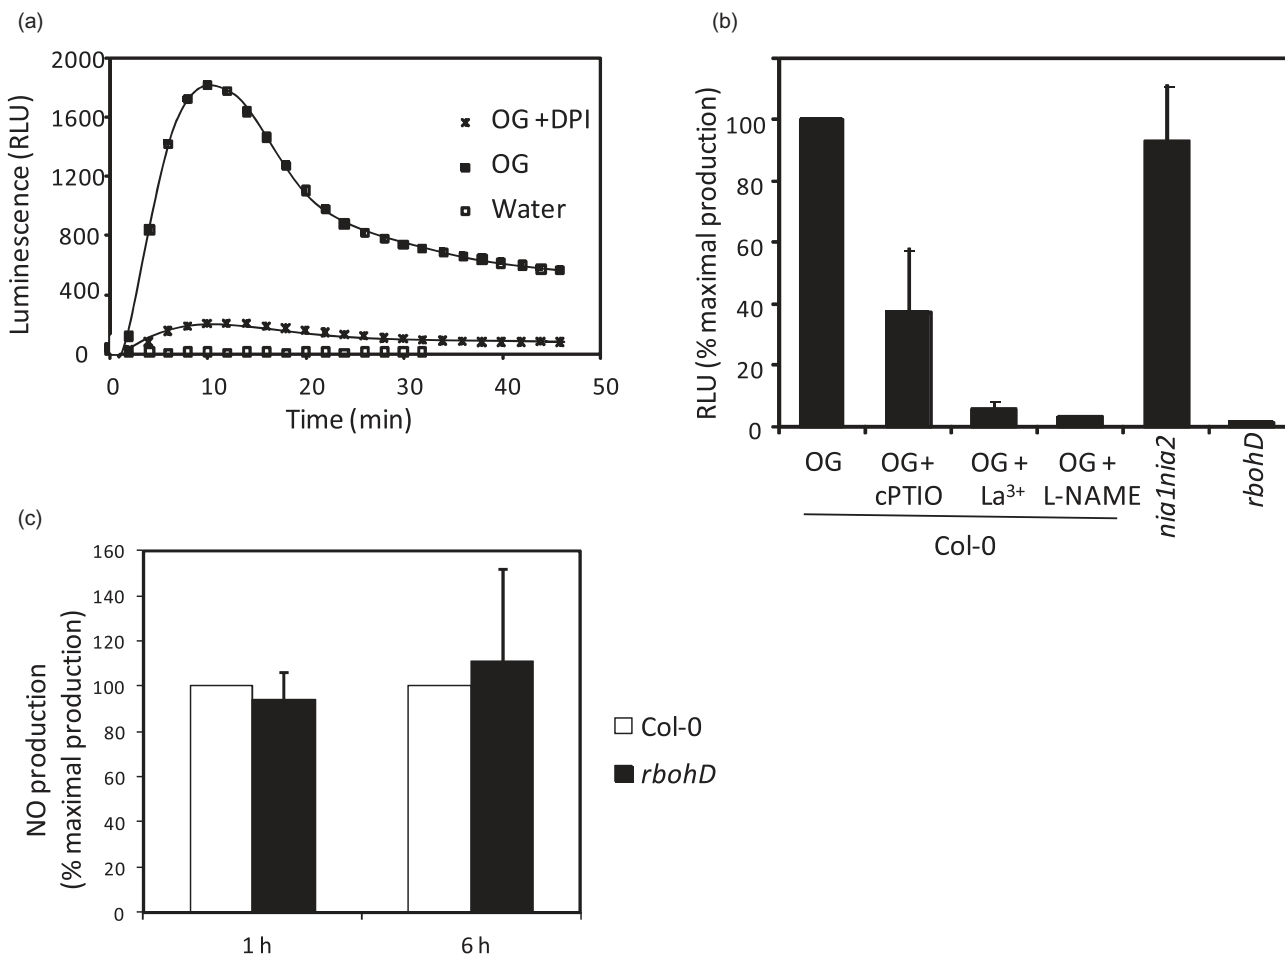 (a)
2000
1600
1200
800
400
0
Luminescence (RLU)
0 10 20 30 40 50
Time (min)
OG +DPI
OG
Water
(b)
100
80
60
40
20
0
RLU (% maximal production)
OG
OG+
cPTIO
OG +
La³⁺
OG +
L-NAME
nia1nia2
rbohD
Col-0
(c)
160
140
120
100
80
60
40
20
0
NO production
(% maximal production)
1 h
6 h
Col-0
rbohD